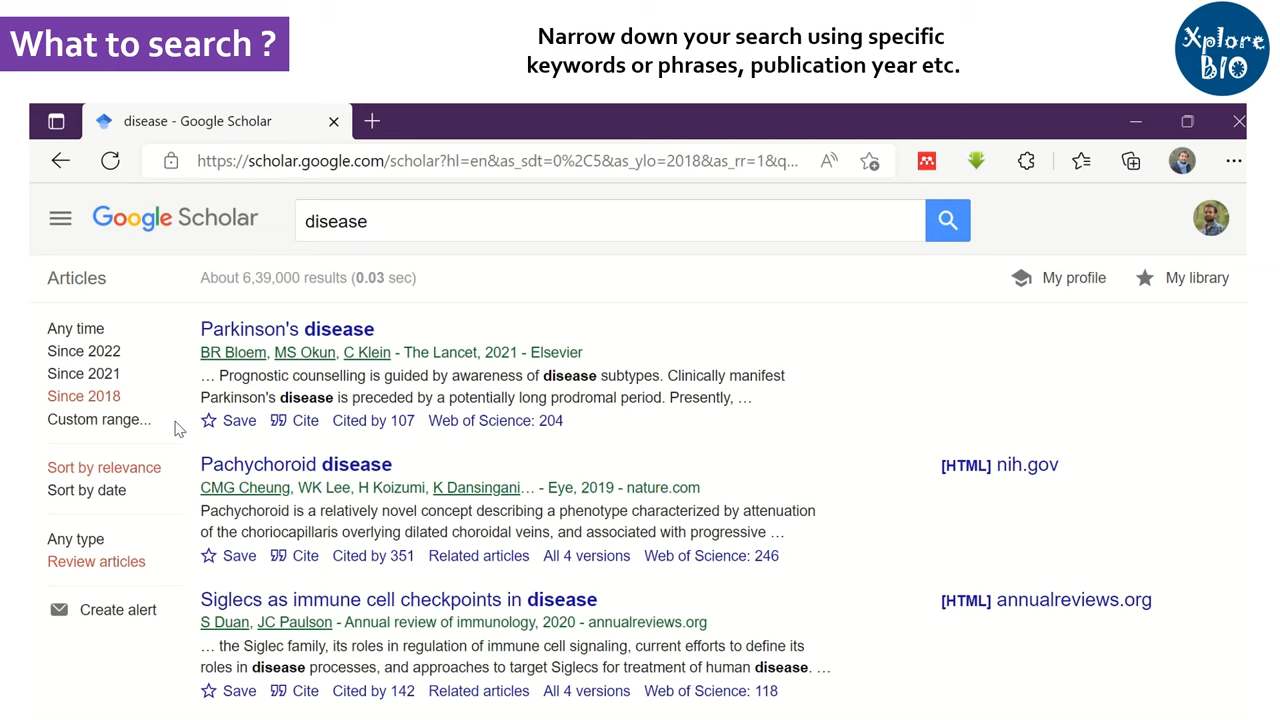 What to search ?
Narrow down your search using specific
keywords or phrases, publication year etc.
Xplore
BIO
disease - Google Scholar
https://scholar.google.com/scholar?hl=en&as_sdt=0%2C5&as_ylo=2018&as_rr=1&q...
Google Scholar
disease
Articles
About 6,39,000 results (0.03 sec)
My profile
My library
Any time
Since 2022
Since 2021
Since 2018
Custom range...
Sort by relevance
Sort by date
Any type
Review articles
Create alert
Parkinson's disease
BR Bloem, MS Okun, C Klein - The Lancet, 2021 - Elsevier
… Prognostic counselling is guided by awareness of disease subtypes. Clinically manifest
Parkinson's disease is preceded by a potentially long prodromal period. Presently, …
Save Cite Cited by 107 Web of Science: 204
Pachychoroid disease
[HTML] nih.gov
CMG Cheung, WK Lee, H Koizumi, K Dansingani… - Eye, 2019 - nature.com
Pachychoroid is a relatively novel concept describing a phenotype characterized by attenuation
of the choriocapillaris overlying dilated choroidal veins, and associated with progressive …
Save Cite Cited by 351 Related articles All 4 versions Web of Science: 246
Siglecs as immune cell checkpoints in disease
[HTML] annualreviews.org
S Duan, JC Paulson - Annual review of immunology, 2020 - annualreviews.org
… the Siglec family, its roles in regulation of immune cell signaling, current efforts to define its
roles in disease processes, and approaches to target Siglecs for treatment of human disease. …
Save Cite Cited by 142 Related articles All 4 versions Web of Science: 118